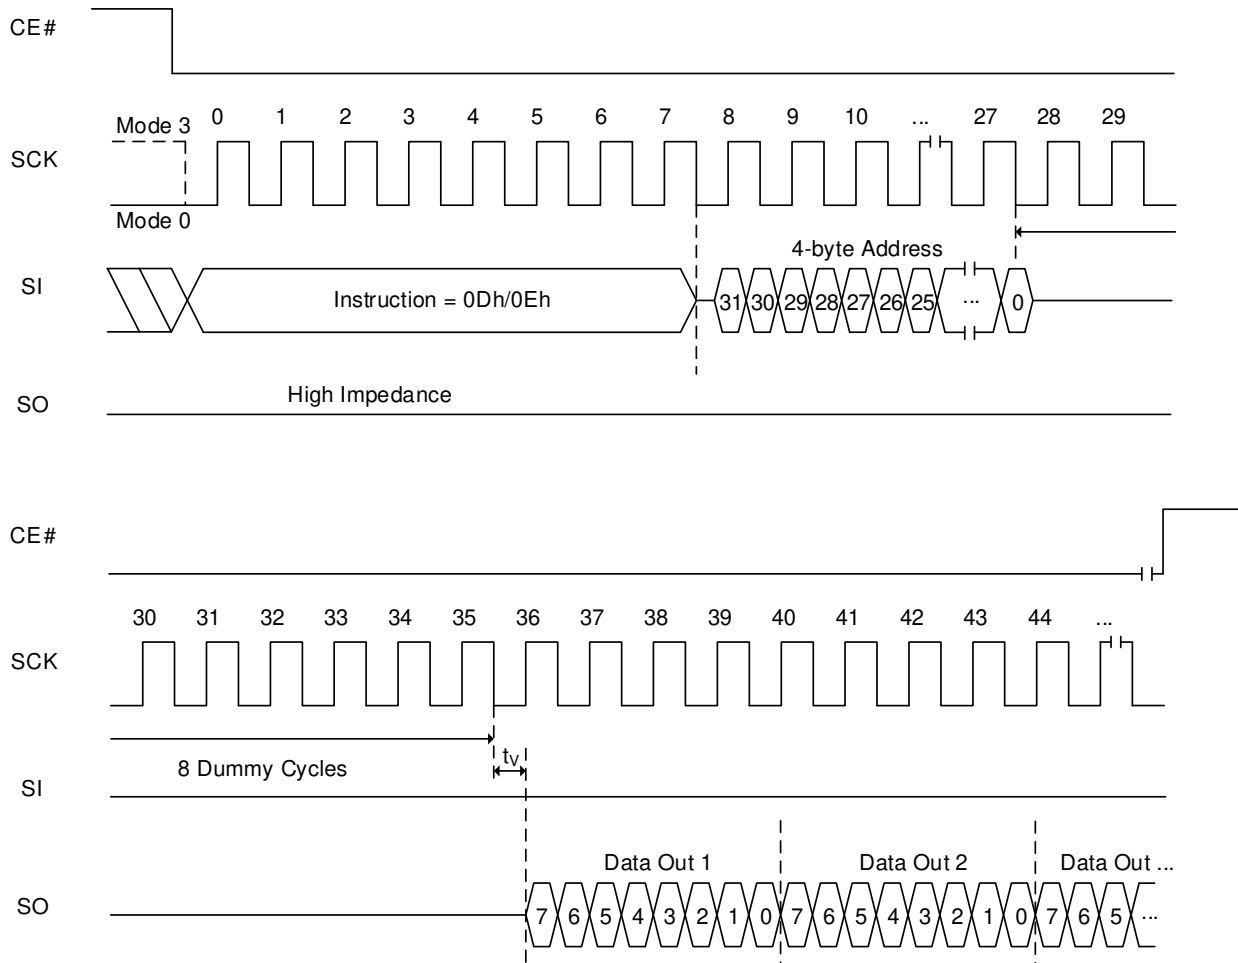 CE#
0 1 2 3 4 5 6 7 8 9 10 ... 27 28 29
Mode 3
SCK
Mode 0
4-byte Address
SI
Instruction = 0Dh/0Eh
31 30 29 28 27 26 25 ... 0
High Impedance
SO
CE#
30 31 32 33 34 35 36 37 38 39 40 41 42 43 44 ...
SCK
tV
8 Dummy Cycles
SI
Data Out 1 Data Out 2 Data Out ...
SO
7 6 5 4 3 2 1 0 7 6 5 4 3 2 1 0 7 6 5 ...